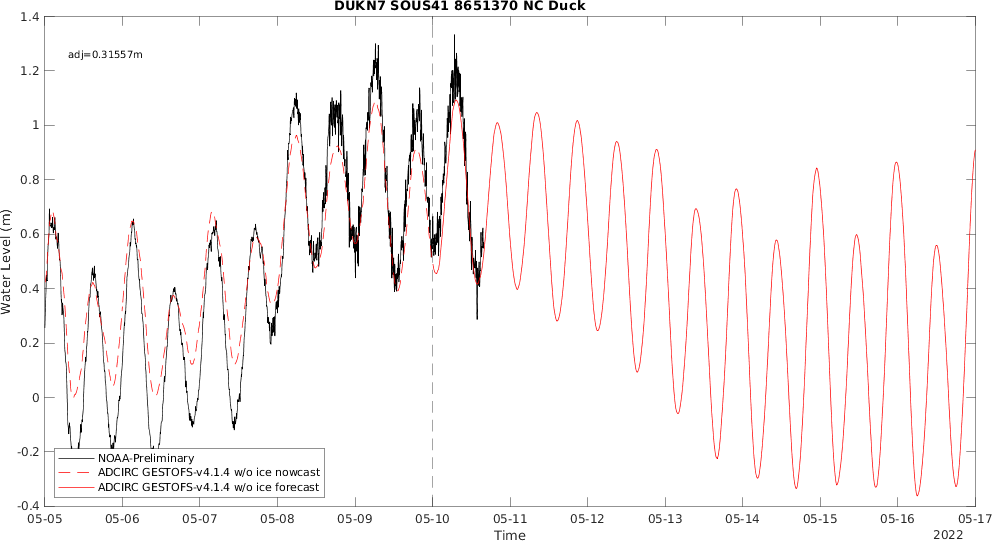 DUKN7 SOUS41 8651370 NC Duck
1.4
adj=0.31557m
1.2
1
0.8
0.6
0.4
0.2
0
-0.2
-0.4
Water Level (m)
NOAA-Preliminary
ADCIRC GESTOFS-v4.1.4 w/o ice nowcast
ADCIRC GESTOFS-v4.1.4 w/o ice forecast
05-05 05-06 05-07 05-08 05-09 05-10 05-11 05-12 05-13 05-14 05-15 05-16 05-17
Time
2022